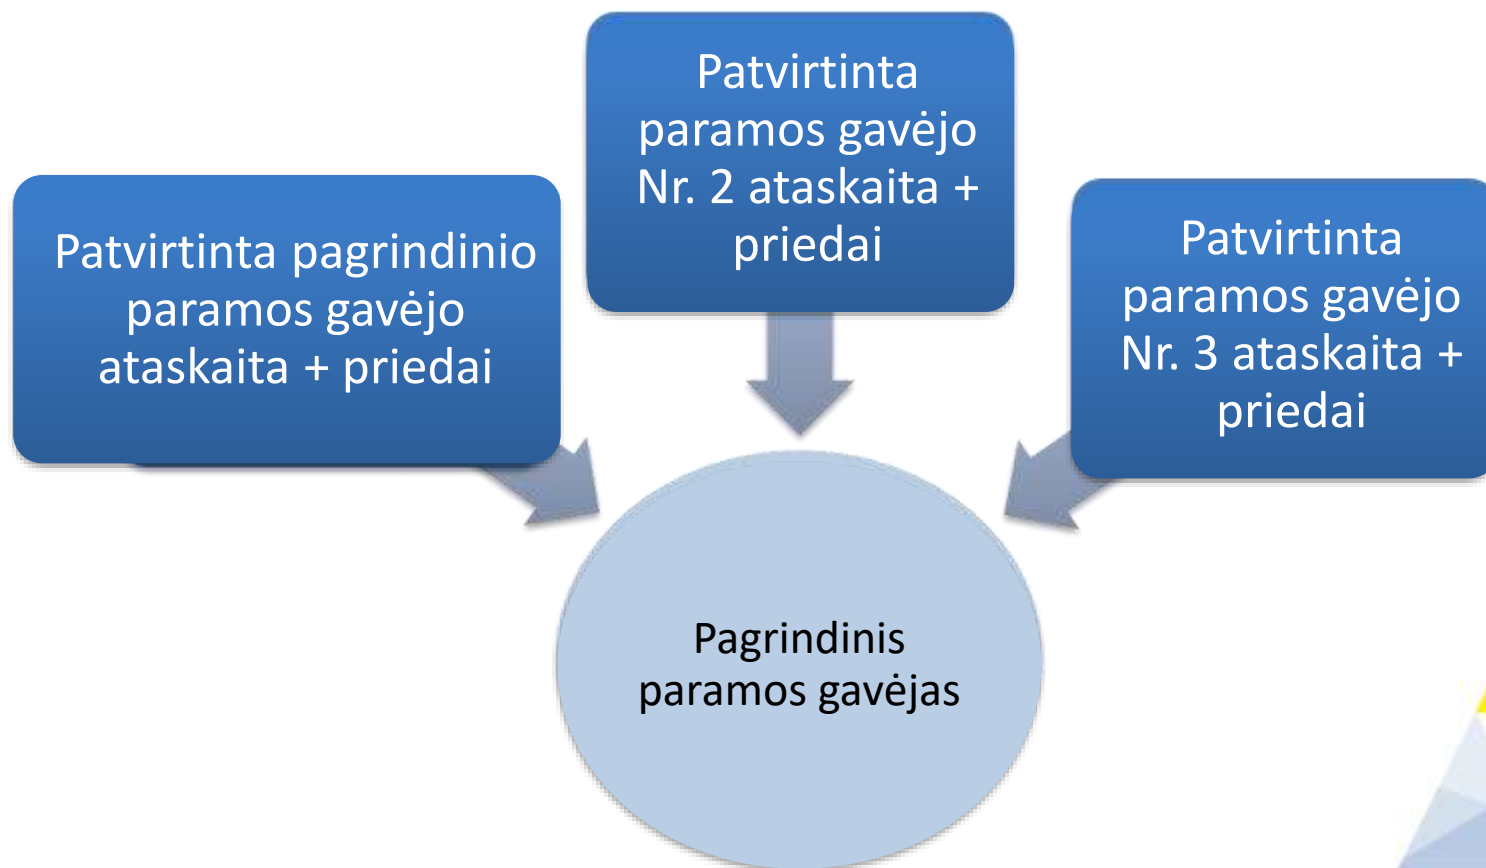 Patvirtinta pagrindinio
paramos gavėjo
ataskaita + priedai
Patvirtinta
paramos gavėjo
Nr. 2 ataskaita +
priedai
Patvirtinta
paramos gavėjo
Nr. 3 ataskaita +
priedai
Pagrindinis
paramos gavėjas